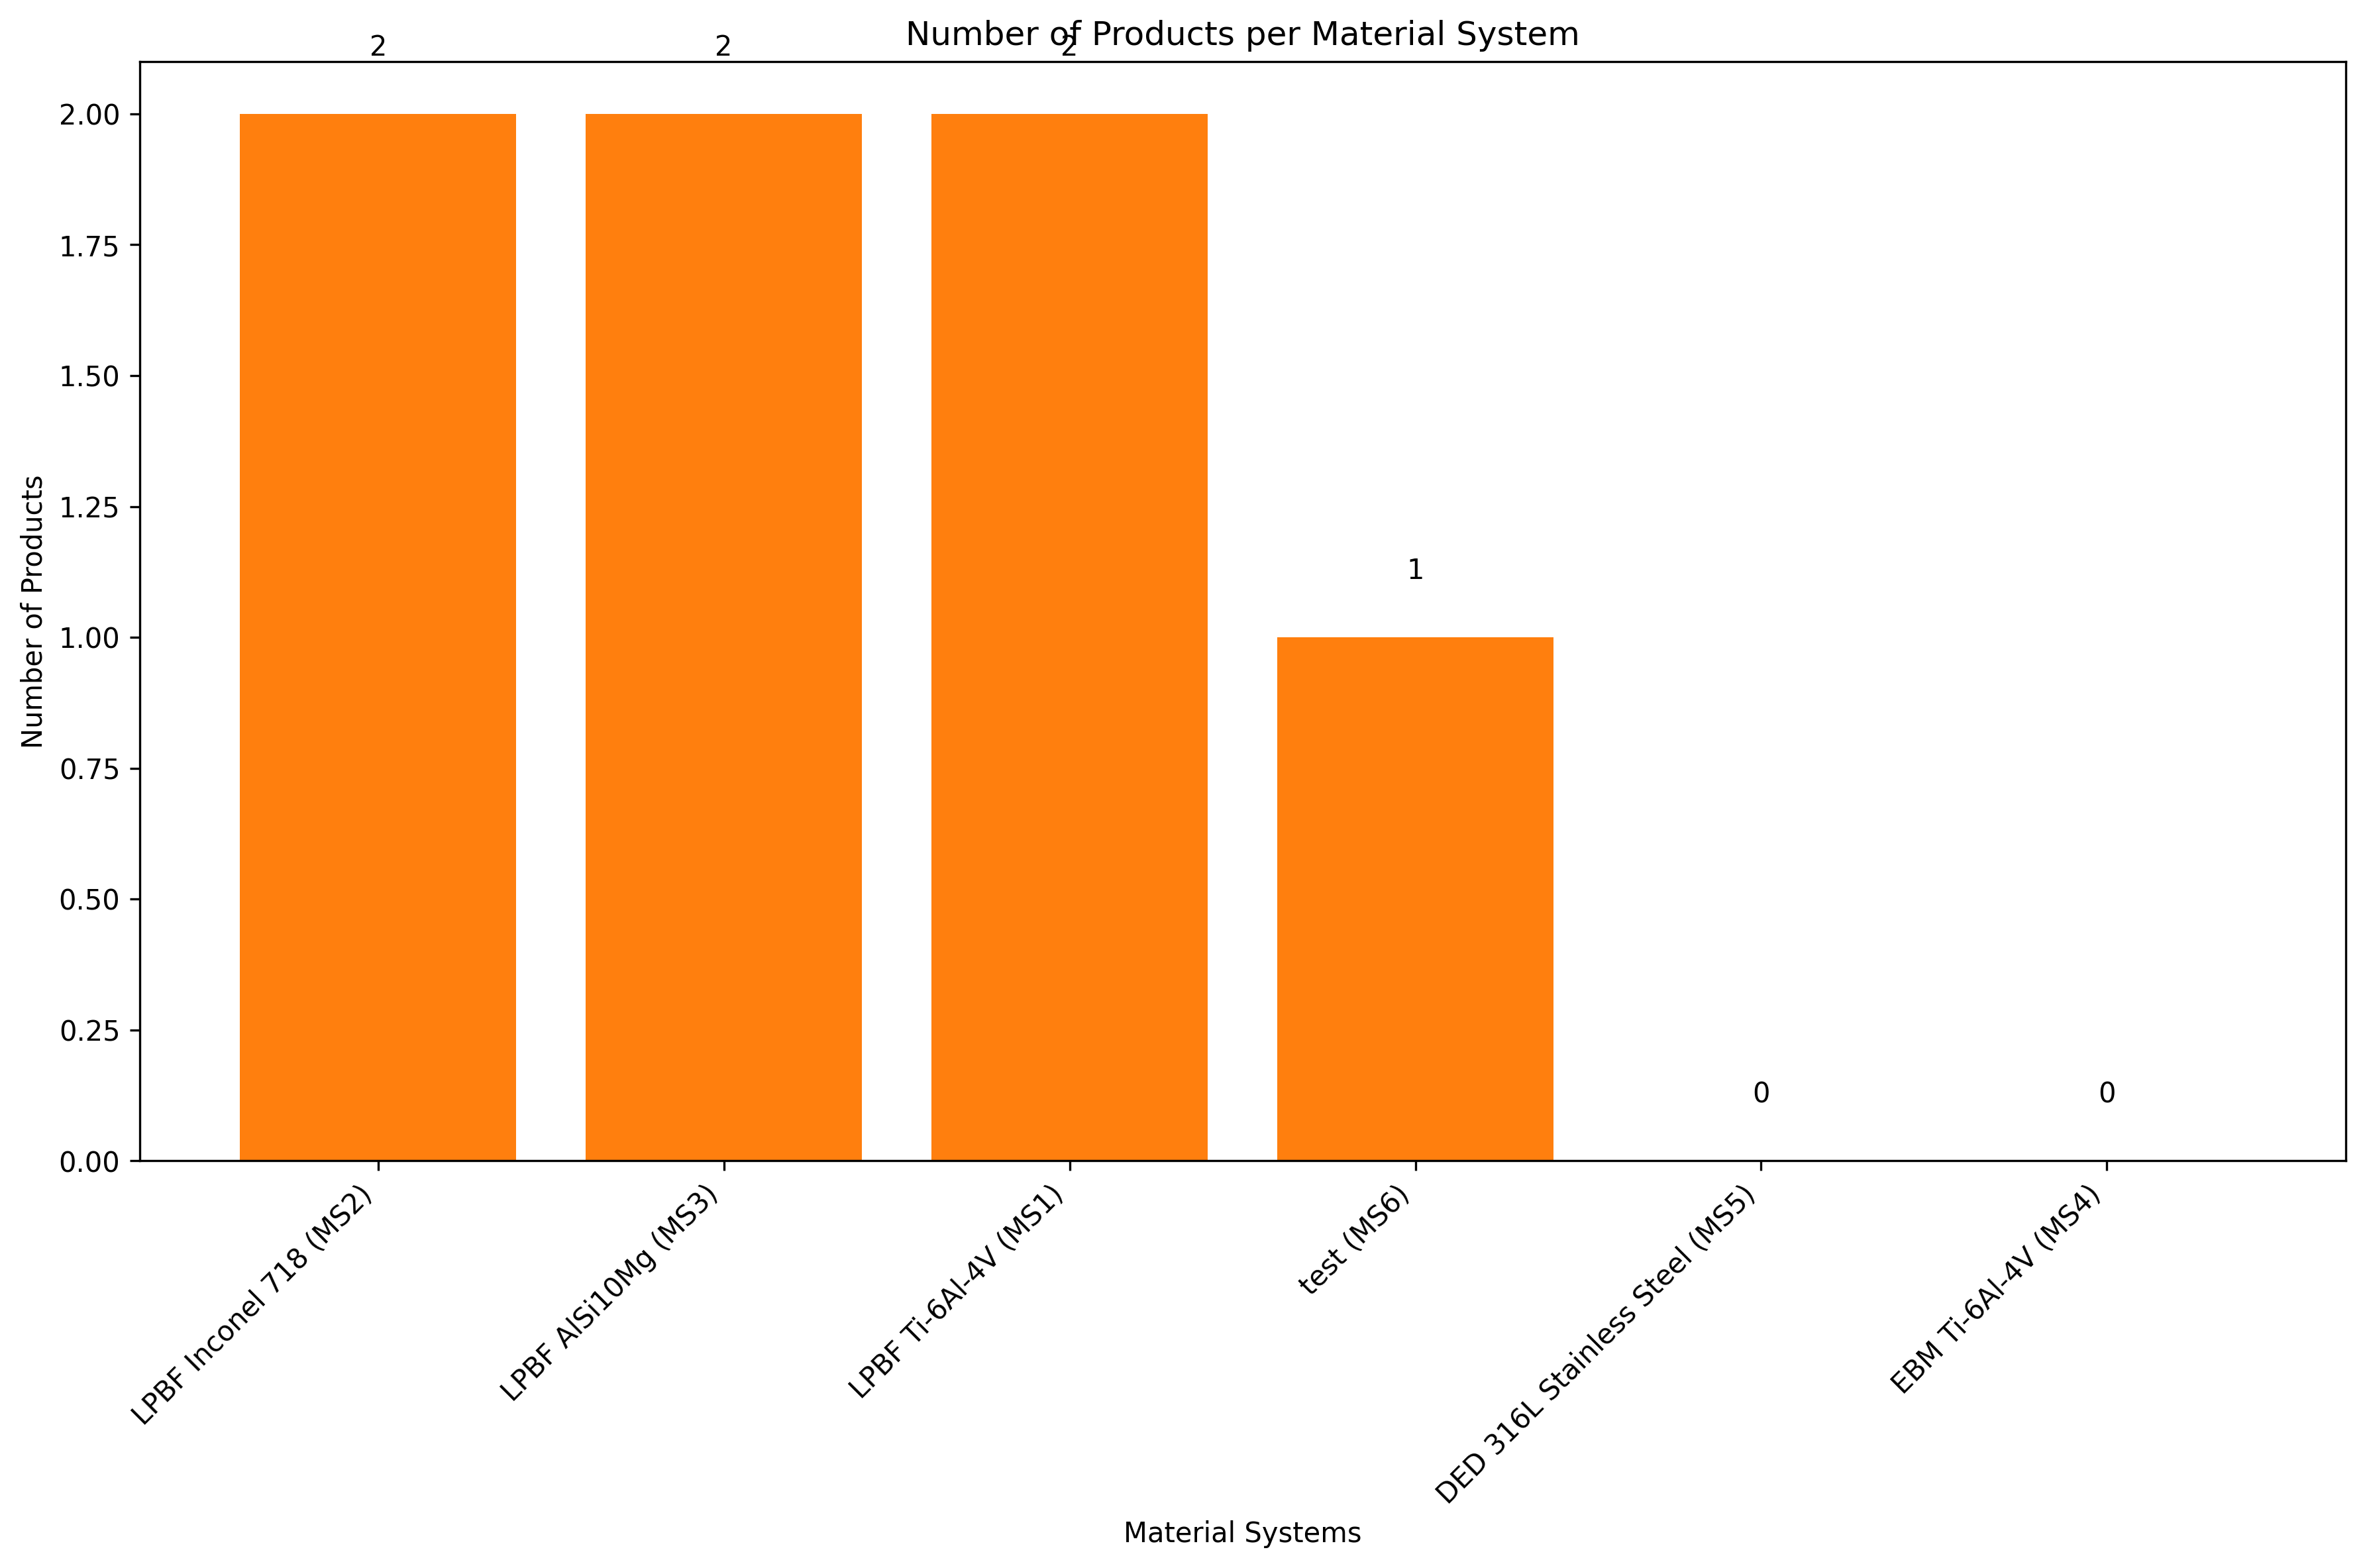 Number of Products per Material System
2
2
2
1
0
0
2.00
1.75
1.50
1.25
1.00
0.75
0.50
0.25
0.00
Number of Products
LPBF Inconel 718 (MS2)
LPBF AlSi10Mg (MS3)
LPBF Ti-6Al-4V (MS1)
test (MS6)
DED 316L Stainless Steel (MS5)
EBM Ti-6Al-4V (MS4)
Material Systems